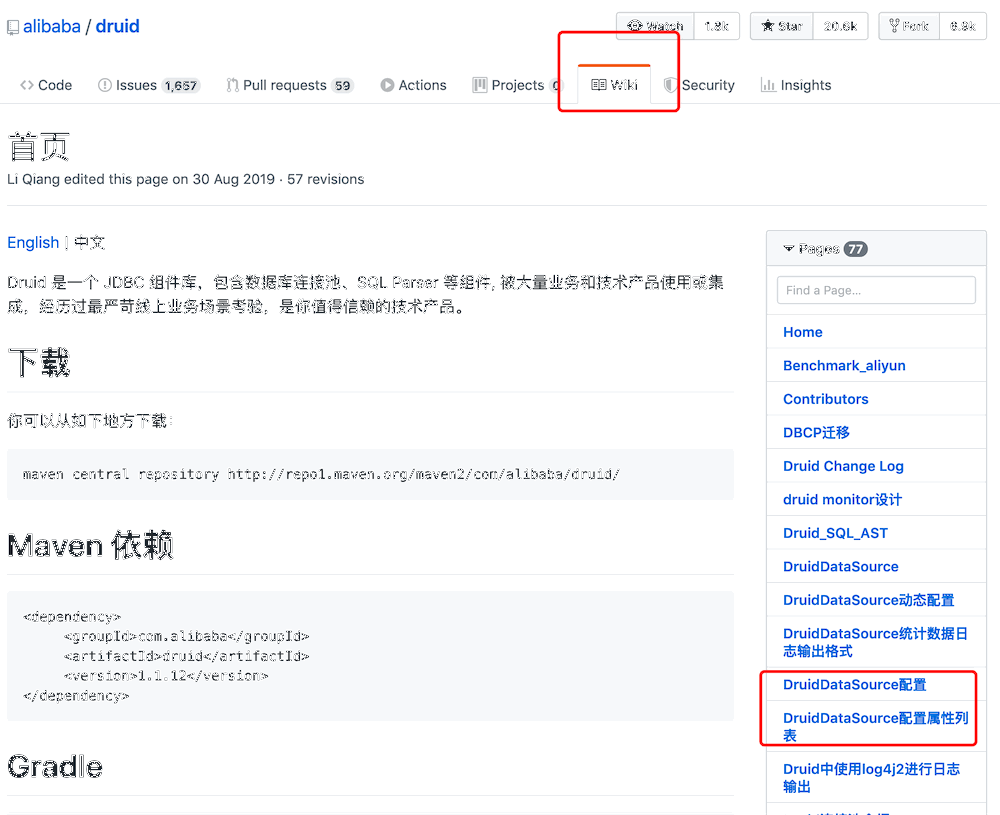 alibaba / druid
Watch 1.8k Star 20.6k Fork 6.9k
Code Issues 1,657 Pull requests 59 Actions Projects 0 Wiki Security Insights
首页
Li Qiang edited this page on 30 Aug 2019 · 57 revisions
English | 中文
Druid 是一个 JDBC 组件库，包含数据库连接池、SQL Parser 等组件, 被大量业务和技术产品使用或集
成，经历过最严苛线上业务场景考验，是你值得信赖的技术产品。
下载
你可以从如下地方下载:
maven central repository http://repo1.maven.org/maven2/com/alibaba/druid/
Maven 依赖
<dependency>
<groupId>com.alibaba</groupId>
<artifactId>druid</artifactId>
<version>1.1.12</version>
</dependency>
Gradle
Pages 77
Find a Page...
Home
Benchmark_aliyun
Contributors
DBCP迁移
Druid Change Log
druid monitor设计
Druid_SQL_AST
DruidDataSource
DruidDataSource动态配置
DruidDataSource统计数据日
志输出格式
DruidDataSource配置
DruidDataSource配置属性列
表
Druid中使用log4j2进行日志
输出